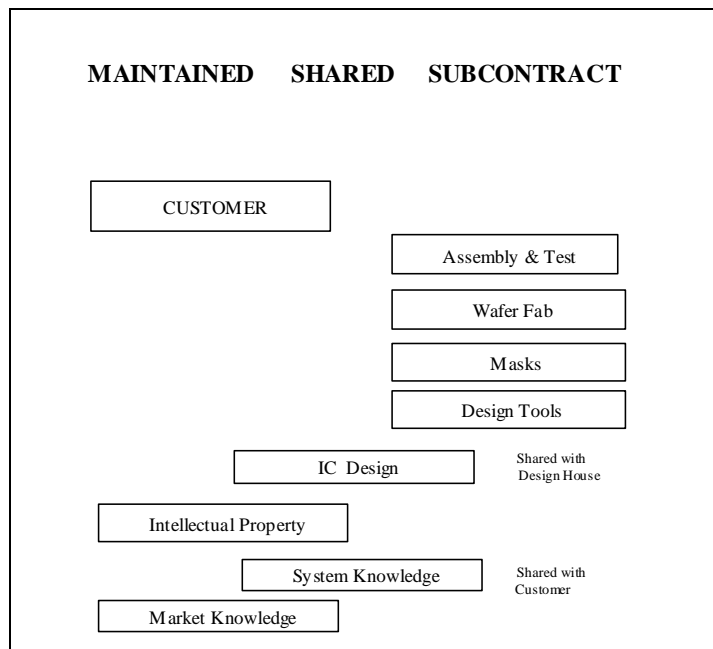 MAINTAINED SHARED SUBCONTRACT
CUSTOMER
Assembly & Test
Wafer Fab
Masks
Design Tools
IC Design
Shared with
Design House
Intellectual Property
System Knowledge
Shared with
Customer
Market Knowledge